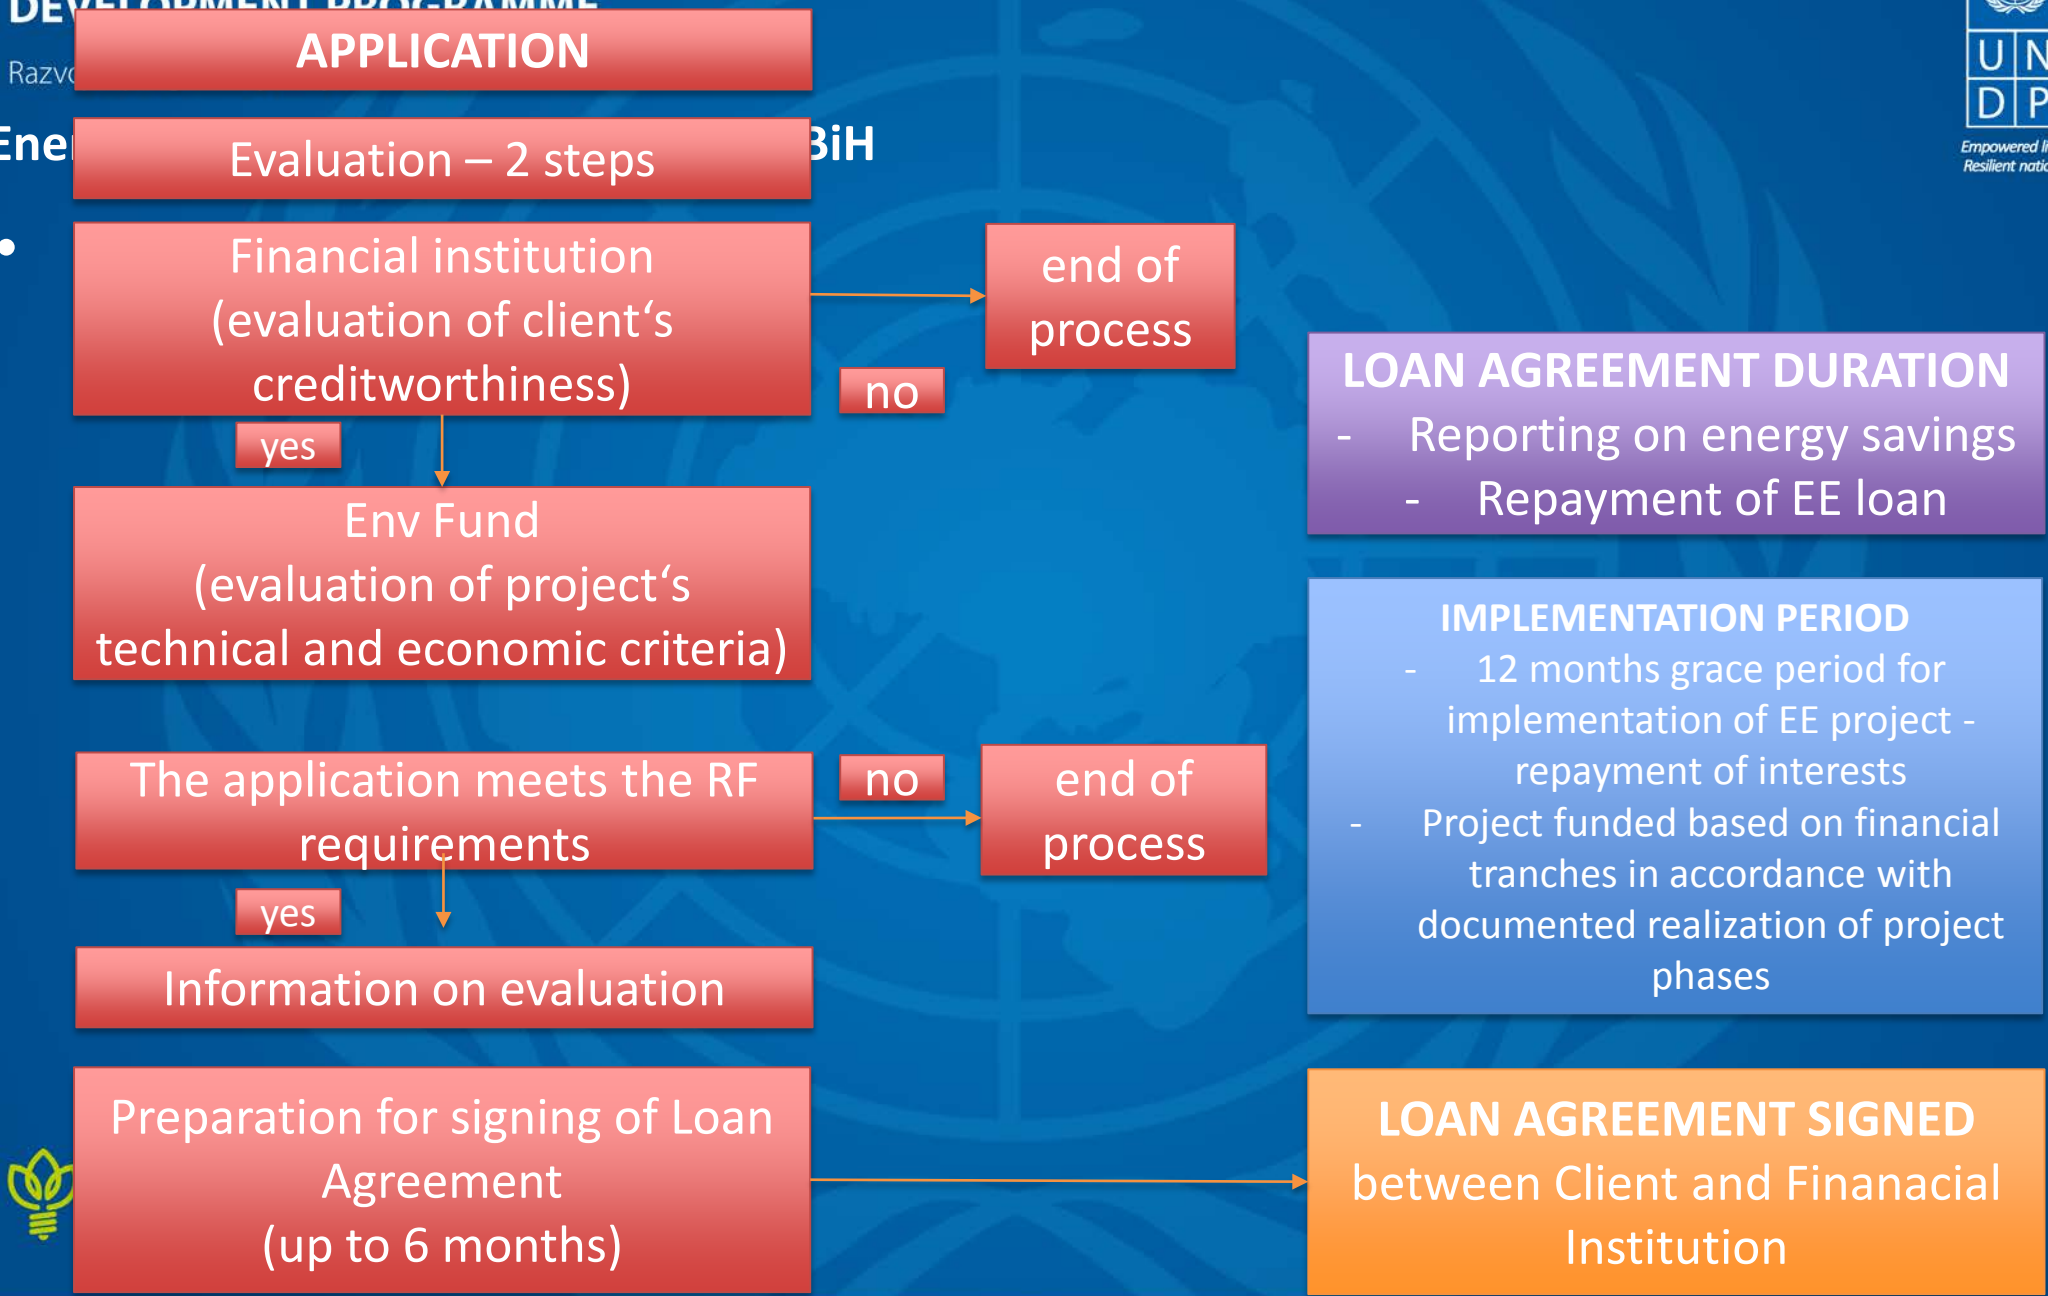 DEVELOPMENT PROGRAMME
APPLICATION
Evaluation – 2 steps
BiH
•
Financial institution
(evaluation of client‘s
creditworthiness)
end of
process
no
yes
Env Fund
(evaluation of project‘s
technical and economic criteria)
The application meets the RF
requirements
no
end of
process
yes
Information on evaluation
Preparation for signing of Loan
Agreement
(up to 6 months)
LOAN AGREEMENT DURATION
- Reporting on energy savings
- Repayment of EE loan
IMPLEMENTATION PERIOD
- 12 months grace period for
implementation of EE project -
repayment of interests
- Project funded based on financial
tranches in accordance with
documented realization of project
phases
LOAN AGREEMENT SIGNED
between Client and Finanacial
Institution
U N
D P
Empowered
Resilient